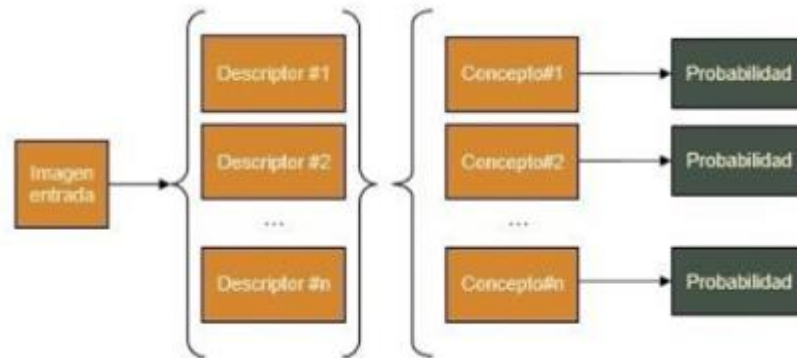 Imagen
entrada
Descriptor #1
Descriptor #2
...
Descriptor #n
Concepto#1
Concepto#2
...
Concepto#n
Probabilidad
Probabilidad
Probabilidad